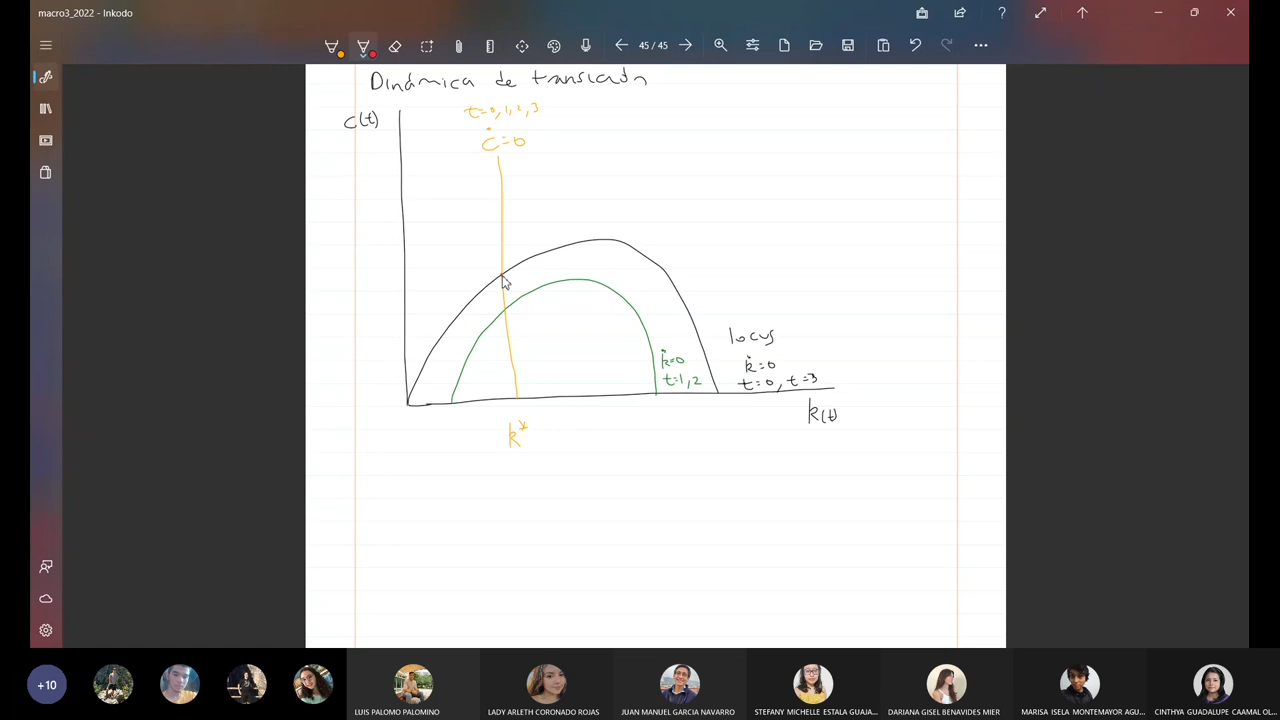 macro3_2022 - Inkodo
45 / 45
Dinámica de transición
c(t)
t=0,1,2,3
ċ=0
locus
k̇=0
t=0, t=3
k̇=0
t=1,2
k(t)
k*
+10
LUIS PALOMO PALOMINO
LADY ARLETH CORONADO ROJAS
JUAN MANUEL GARCIA NAVARRO
STEFANY MICHELLE ESTALA GUAJA...
DARIANA GISEL BENAVIDES MIER
MARISA ISELA MONTEMAYOR AGU...
CINTHYA GUADALUPE CAAMAL OL...